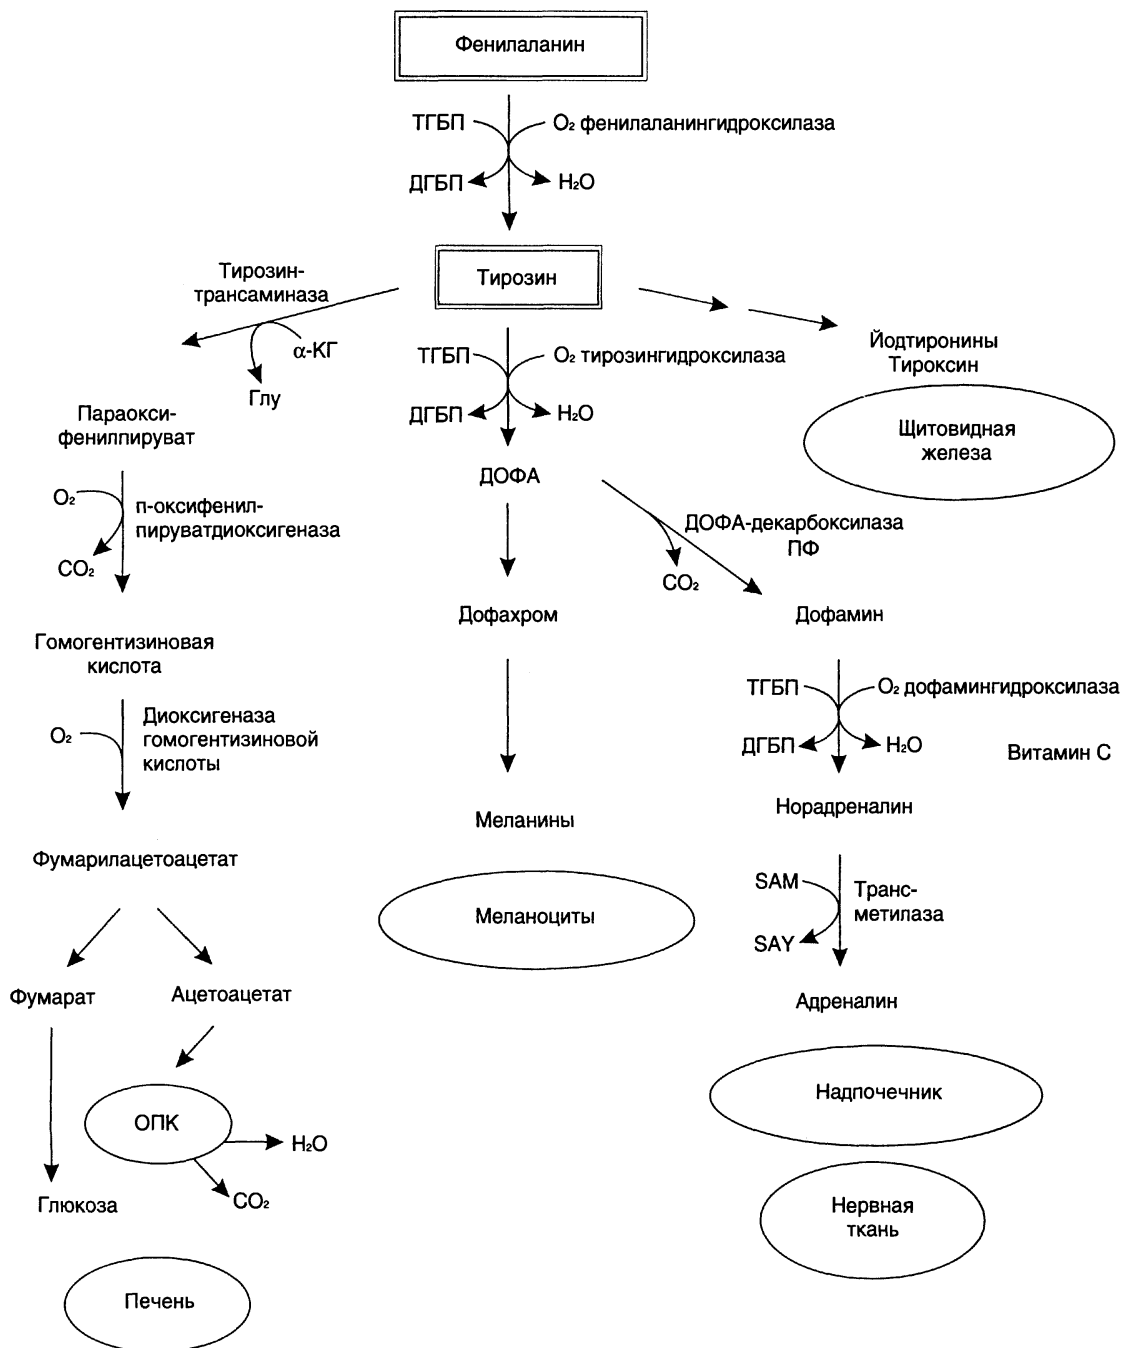 Фенилаланин
ТГБП
O₂ фенилаланингидроксилаза
ДГБП
H₂O
Тирозин
Тирозин-
трансаминаза
α-КГ
Глу
ТГБП
O₂ тирозингидроксилаза
ДГБП
H₂O
Йодтиронины
Тироксин
Щитовидная
железа
Параокси-
фенилпируват
O₂
п-оксифенил-
пируватдиоксигеназа
CO₂
ДОФА
ДОФА-декарбоксилаза
ПФ
CO₂
Гомогентизиновая
кислота
Дофахром
Дофамин
O₂
Диоксигеназа
гомогентизиновой
кислоты
ТГБП
O₂ дофамингидроксилаза
ДГБП
H₂O
Витамин С
Фумарилацетоацетат
Меланины
Меланоциты
Норадреналин
SAM
Транс-
метилаза
SAY
Адреналин
Фумарат
Ацетоацетат
ОПК
H₂O
CO₂
Глюкоза
Печень
Надпочечник
Нервная
ткань